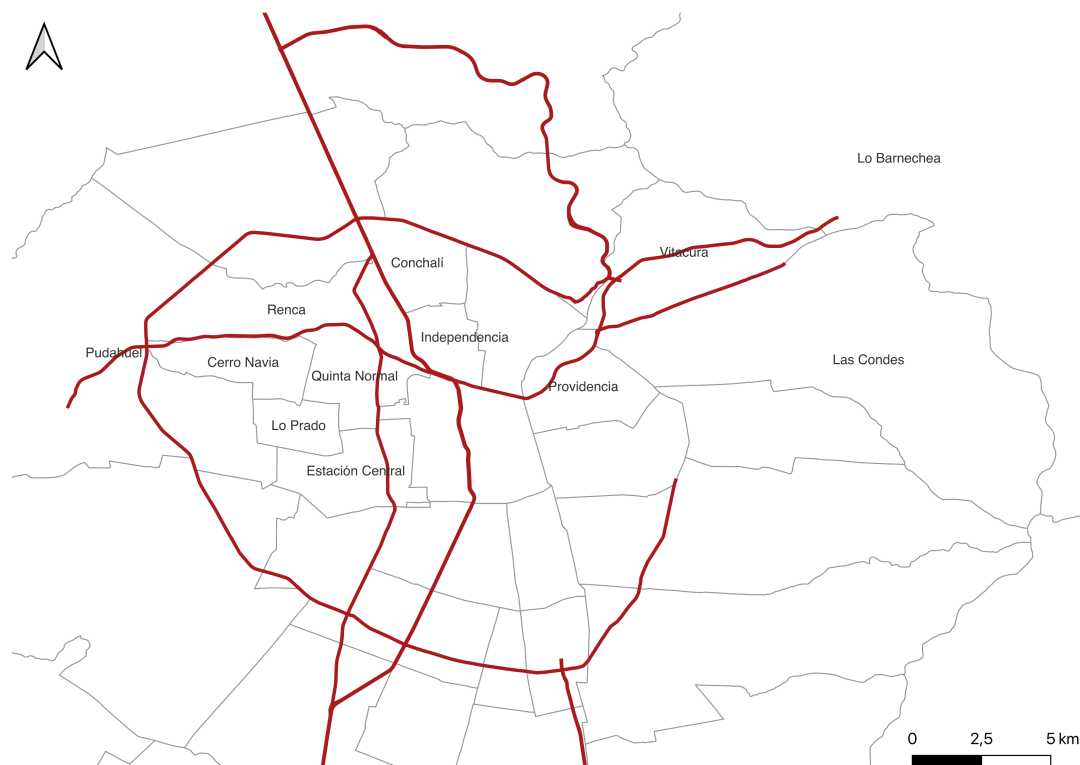 Lo Barnechea
Vitacura
Conchalí
Renca
Independencia
Pudahuel
Cerro Navia
Las Condes
Quinta Normal
Providencia
Lo Prado
Estación Central
0 2,5 5 km